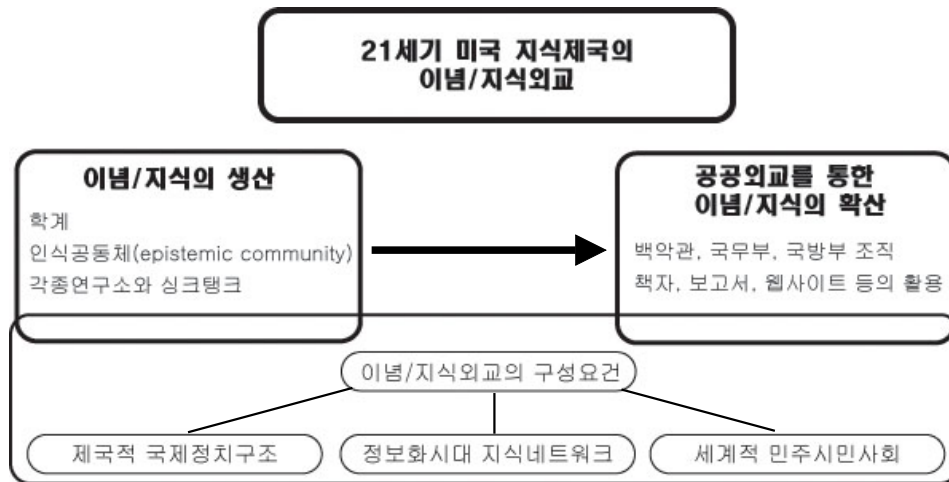 21세기 미국 지식제국의
이념/지식외교
이념/지식의 생산
학계
인식공동체(epistemic community)
각종연구소와 싱크탱크
공공외교를 통한
이념/지식의 확산
백악관, 국무부, 국방부 조직
책자, 보고서, 웹사이트 등의 활용
이념/지식외교의 구성요건
제국적 국제정치구조
정보화시대 지식네트워크
세계적 민주시민사회